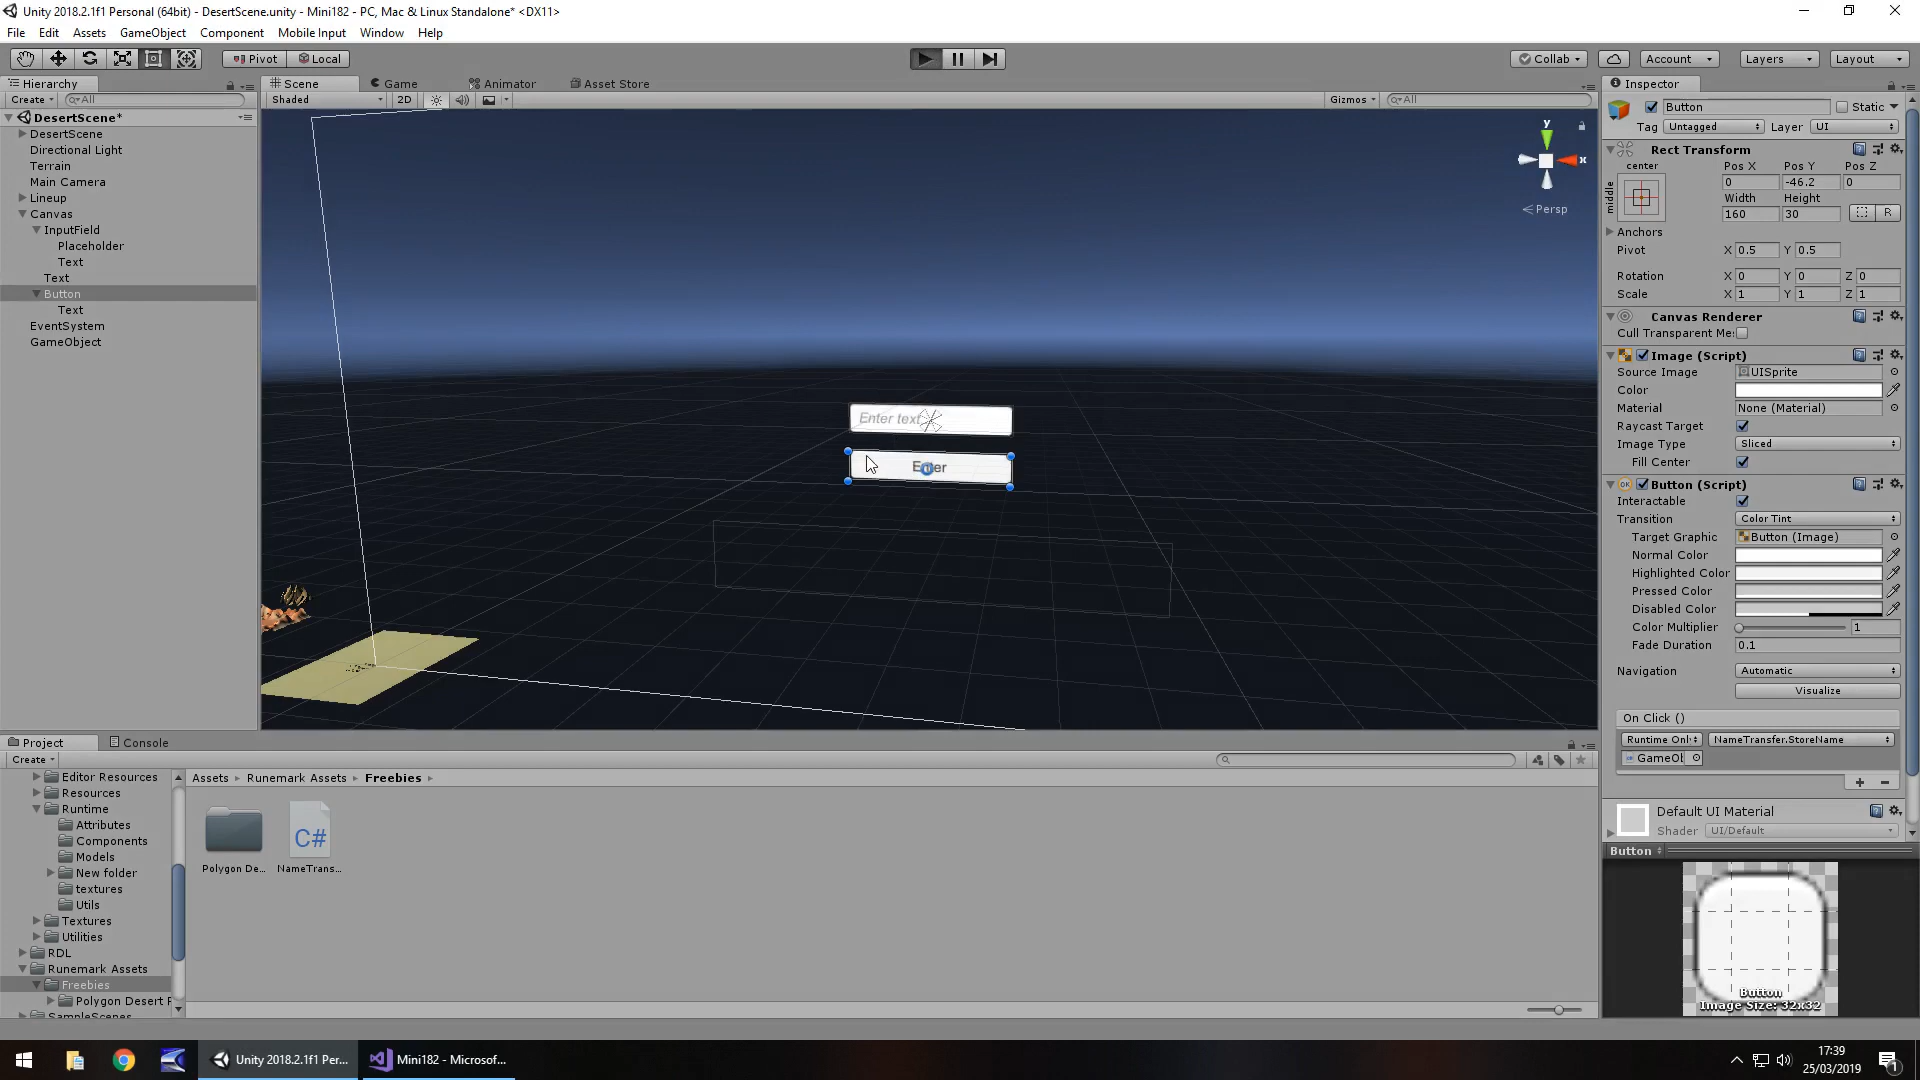 Unity 2018.2.1f1 Personal (64bit) - DesertScene.unity - Mini182 - PC, Mac & Linux Standalone* <DX11>
File Edit Assets GameObject Component Mobile Input Window Help
Pivot Local Collab Account Layers Layout
Hierarchy Scene Game Animator Asset Store Inspector
Create All Shaded 2D Gizmos All
Button Static
Tag Untagged Layer UI
DesertScene*
DesertScene
Directional Light
Terrain
Main Camera
Lineup
Canvas
InputField
Placeholder
Text
Text
Button
Text
EventSystem
GameObject
y
x
Persp
Enter text
Enter
Rect Transform
center Pos X Pos Y Pos Z
middle 0 -46.2 0
Width Height
160 30 R
Anchors
Pivot X 0.5 Y 0.5
Rotation X 0 Y 0 Z 0
Scale X 1 Y 1 Z 1
Canvas Renderer
Cull Transparent Me
Image (Script)
Source Image UISprite
Color
Material None (Material)
Raycast Target
Image Type Sliced
Fill Center
OK Button (Script)
Interactable
Transition Color Tint
Target Graphic Button (Image)
Normal Color
Highlighted Color
Pressed Color
Disabled Color
Color Multiplier 1
Fade Duration 0.1
Navigation Automatic
Visualize
On Click ()
Runtime Onl NameTransfer.StoreName
GameOb
Default UI Material
Shader UI/Default
Button
Button
Image Size: 32x32
Project Console
Create
Editor Resources
Resources
Runtime
Attributes
Components
Models
New folder
textures
Utils
Textures
Utilities
RDL
Runemark Assets
Freebies
Polygon Desert P
SampleScenes
Assets Runemark Assets Freebies
C#
Polygon De... NameTrans...
Unity 2018.2.1f1 Per... Mini182 - Microsof...
17:39
25/03/2019
1